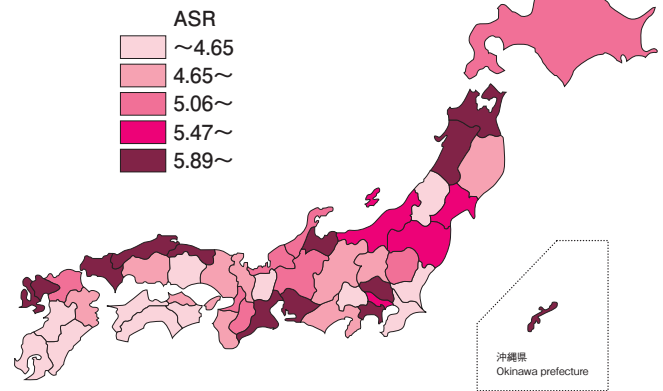 ASR
～4.65
4.65～
5.06～
5.47～
5.89～
沖縄県
Okinawa prefecture